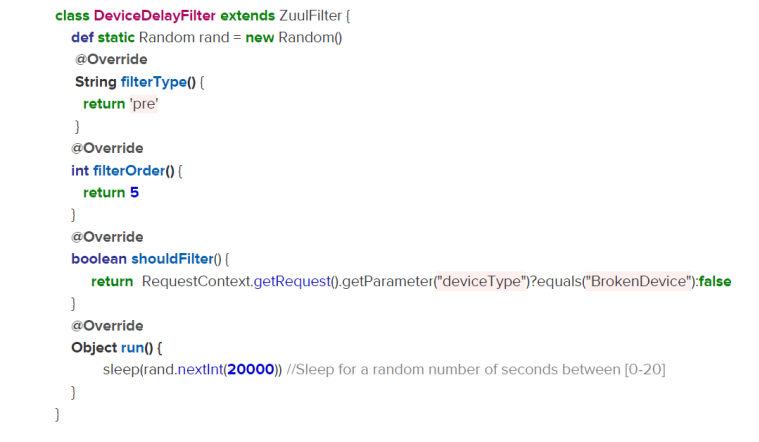 class DeviceDelayFilter extends ZuulFilter {
def static Random rand = new Random()
@Override
String filterType() {
return 'pre'
}
@Override
int filterOrder() {
return 5
}
@Override
boolean shouldFilter() {
return RequestContext.getRequest().getParameter("deviceType")?equals("BrokenDevice"):false
}
@Override
Object run() {
sleep(rand.nextInt(20000)) //Sleep for a random number of seconds between [0-20]
}
}